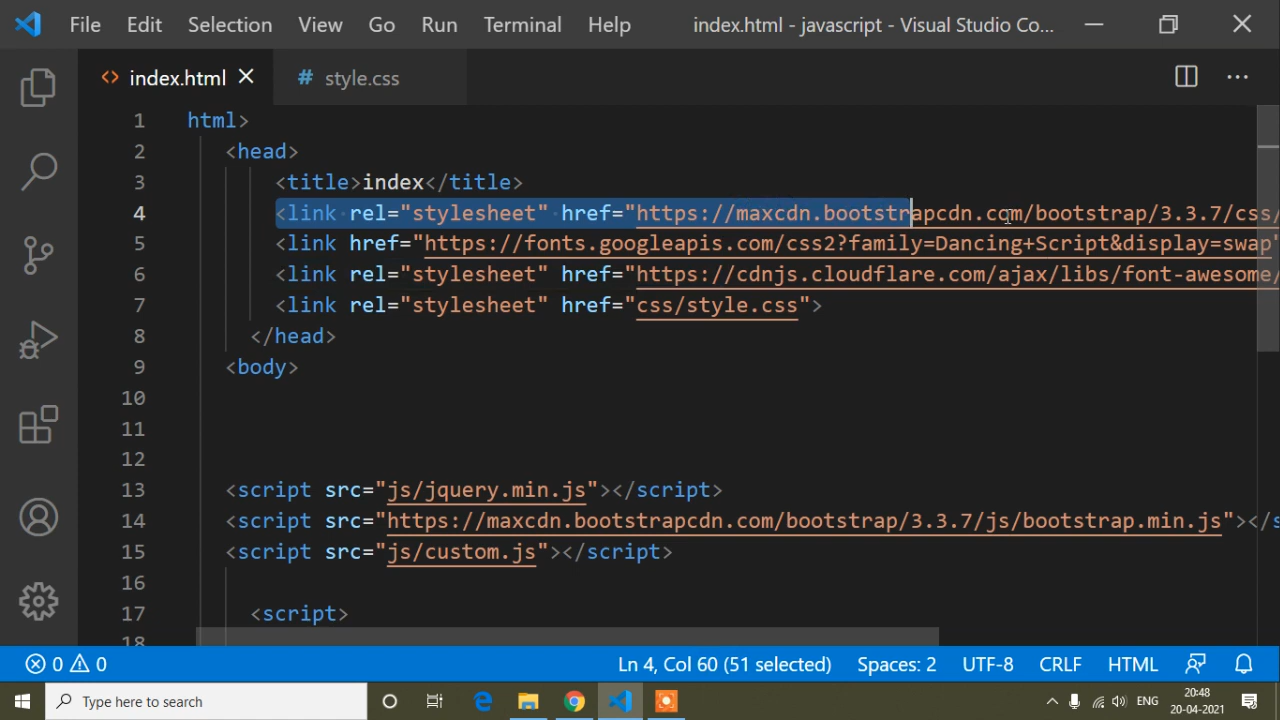 File Edit Selection View Go Run Terminal Help index.html - javascript - Visual Studio Co...
<> index.html # style.css
1 html>
2 <head>
3 <title>index</title>
4 <link rel="stylesheet" href="https://maxcdn.bootstrapcdn.com/bootstrap/3.3.7/css/
5 <link href="https://fonts.googleapis.com/css2?family=Dancing+Script&display=swap"
6 <link rel="stylesheet" href="https://cdnjs.cloudflare.com/ajax/libs/font-awesome/
7 <link rel="stylesheet" href="css/style.css">
8 </head>
9 <body>
10
11
12
13 <script src="js/jquery.min.js"></script>
14 <script src="https://maxcdn.bootstrapcdn.com/bootstrap/3.3.7/js/bootstrap.min.js"></s
15 <script src="js/custom.js"></script>
16
17 <script>
18
0 0 Ln 4, Col 60 (51 selected) Spaces: 2 UTF-8 CRLF HTML
Type here to search ENG 20:48
20-04-2021